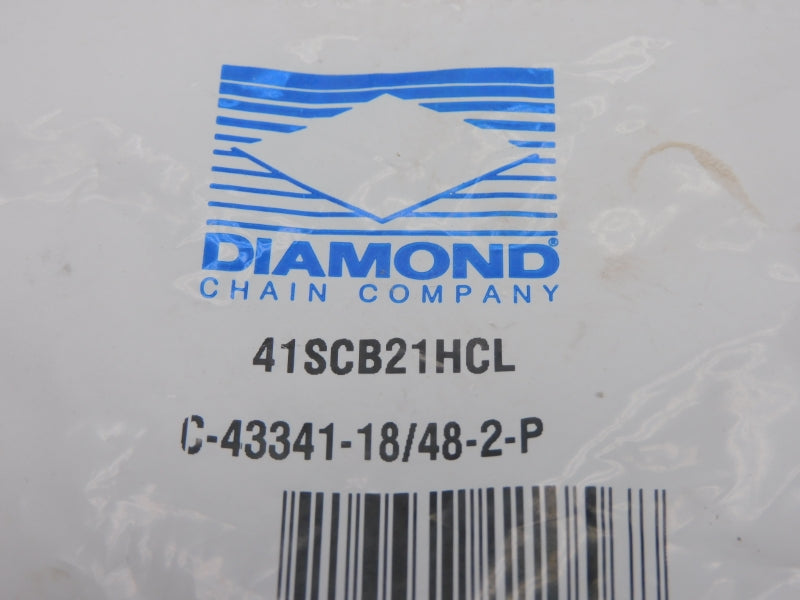 DIAMOND®
CHAIN COMPANY
41SCB21HCL
C-43341-18/48-2-P